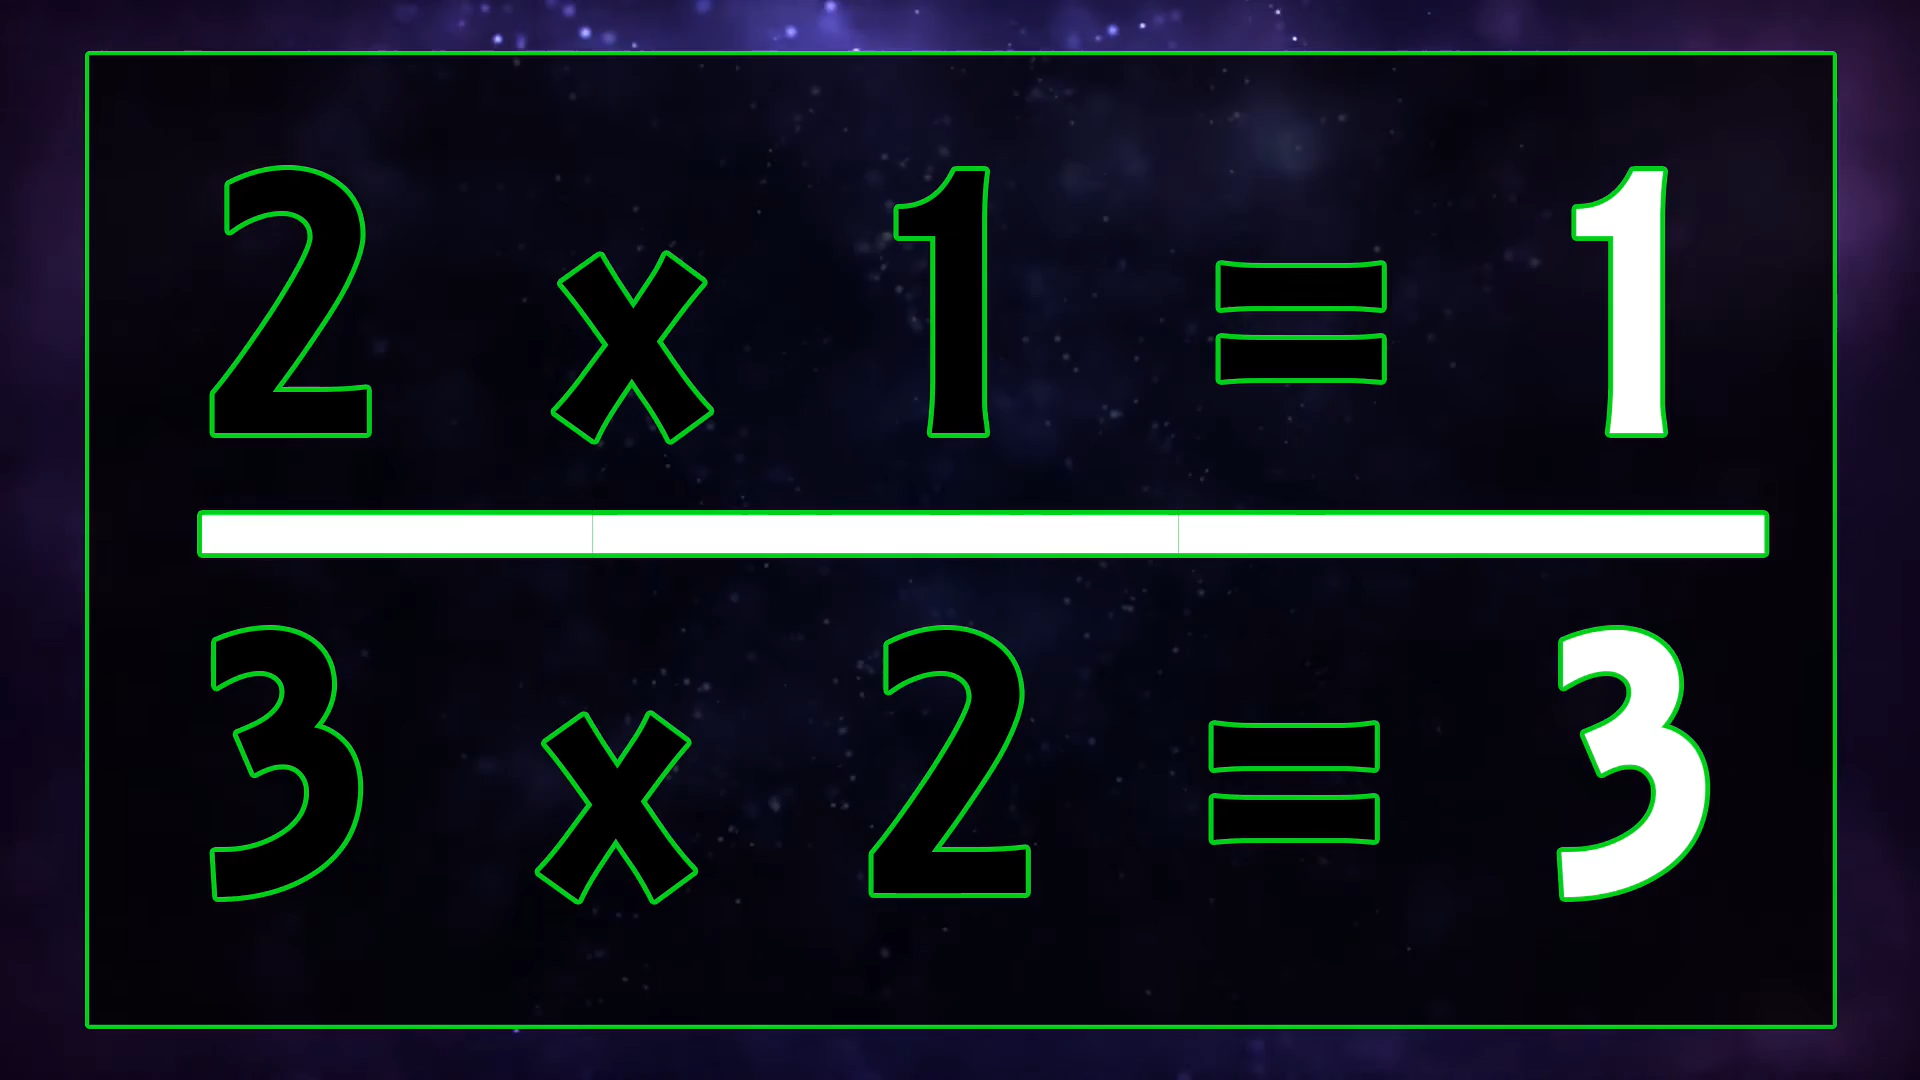 2 x 1 = 1
3 x 2 = 3